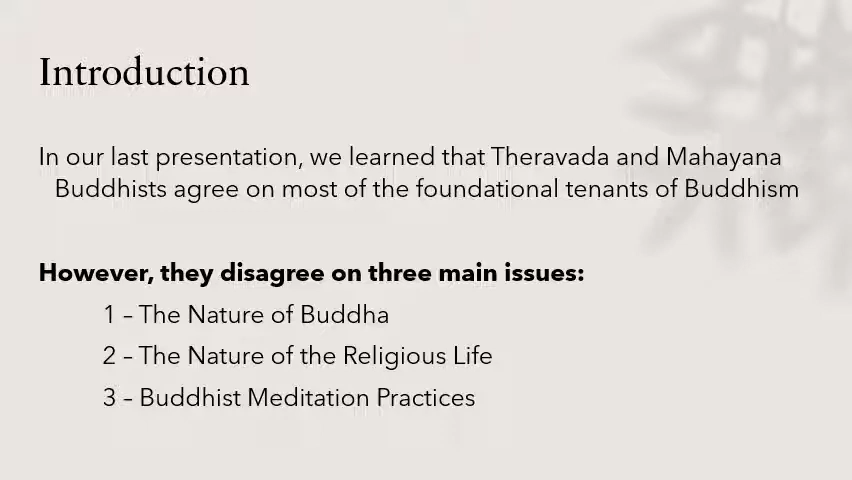 Introduction
In our last presentation, we learned that Theravada and Mahayana
Buddhists agree on most of the foundational tenants of Buddhism
However, they disagree on three main issues:
1 – The Nature of Buddha
2 – The Nature of the Religious Life
3 – Buddhist Meditation Practices